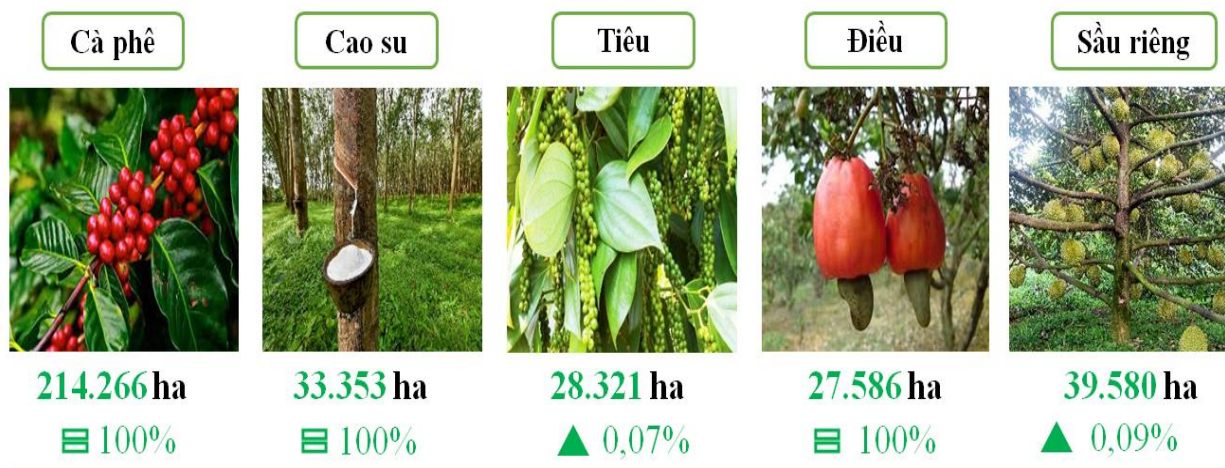 Cà phê
Cao su
Tiêu
Điều
Sầu riêng
214.266 ha
33.353 ha
28.321 ha
27.586 ha
39.580 ha
100%
100%
▲ 0,07%
100%
▲ 0,09%